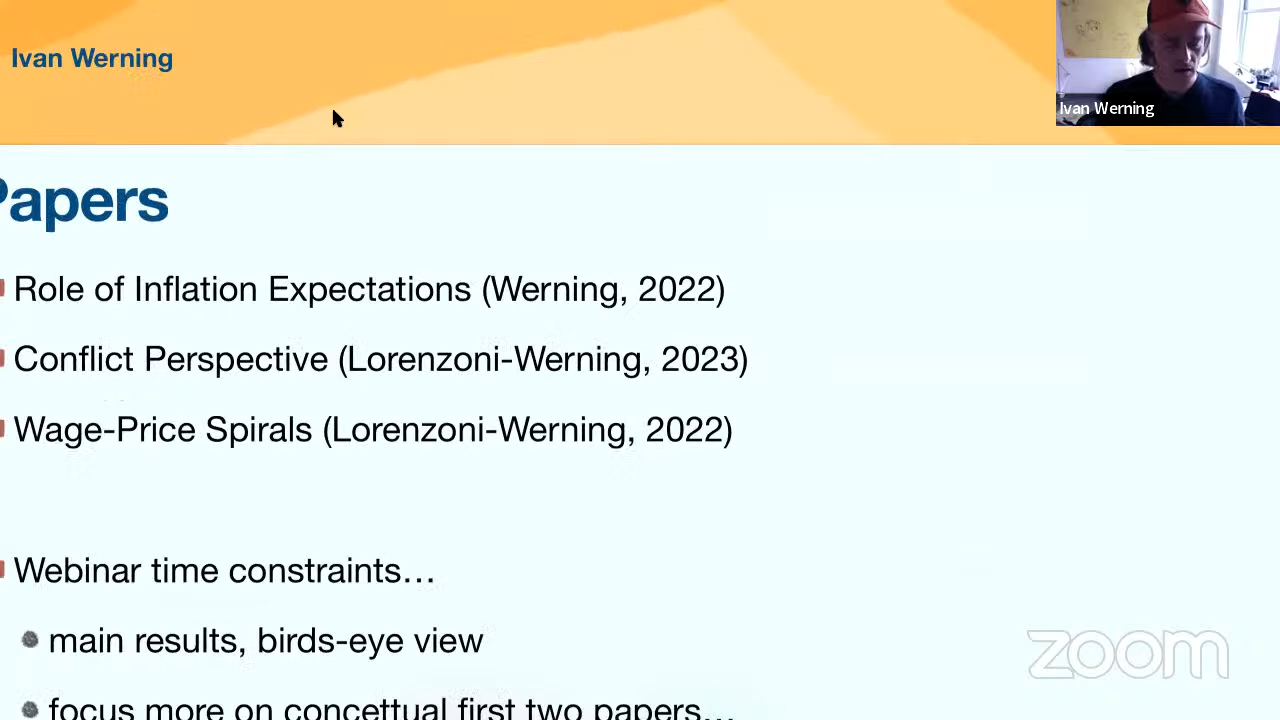 Ivan Werning
Ivan Werning
Papers
Role of Inflation Expectations (Werning, 2022)
Conflict Perspective (Lorenzoni-Werning, 2023)
Wage-Price Spirals (Lorenzoni-Werning, 2022)
Webinar time constraints…
main results, birds-eye view
zoom
focus more on concettual first two papers…